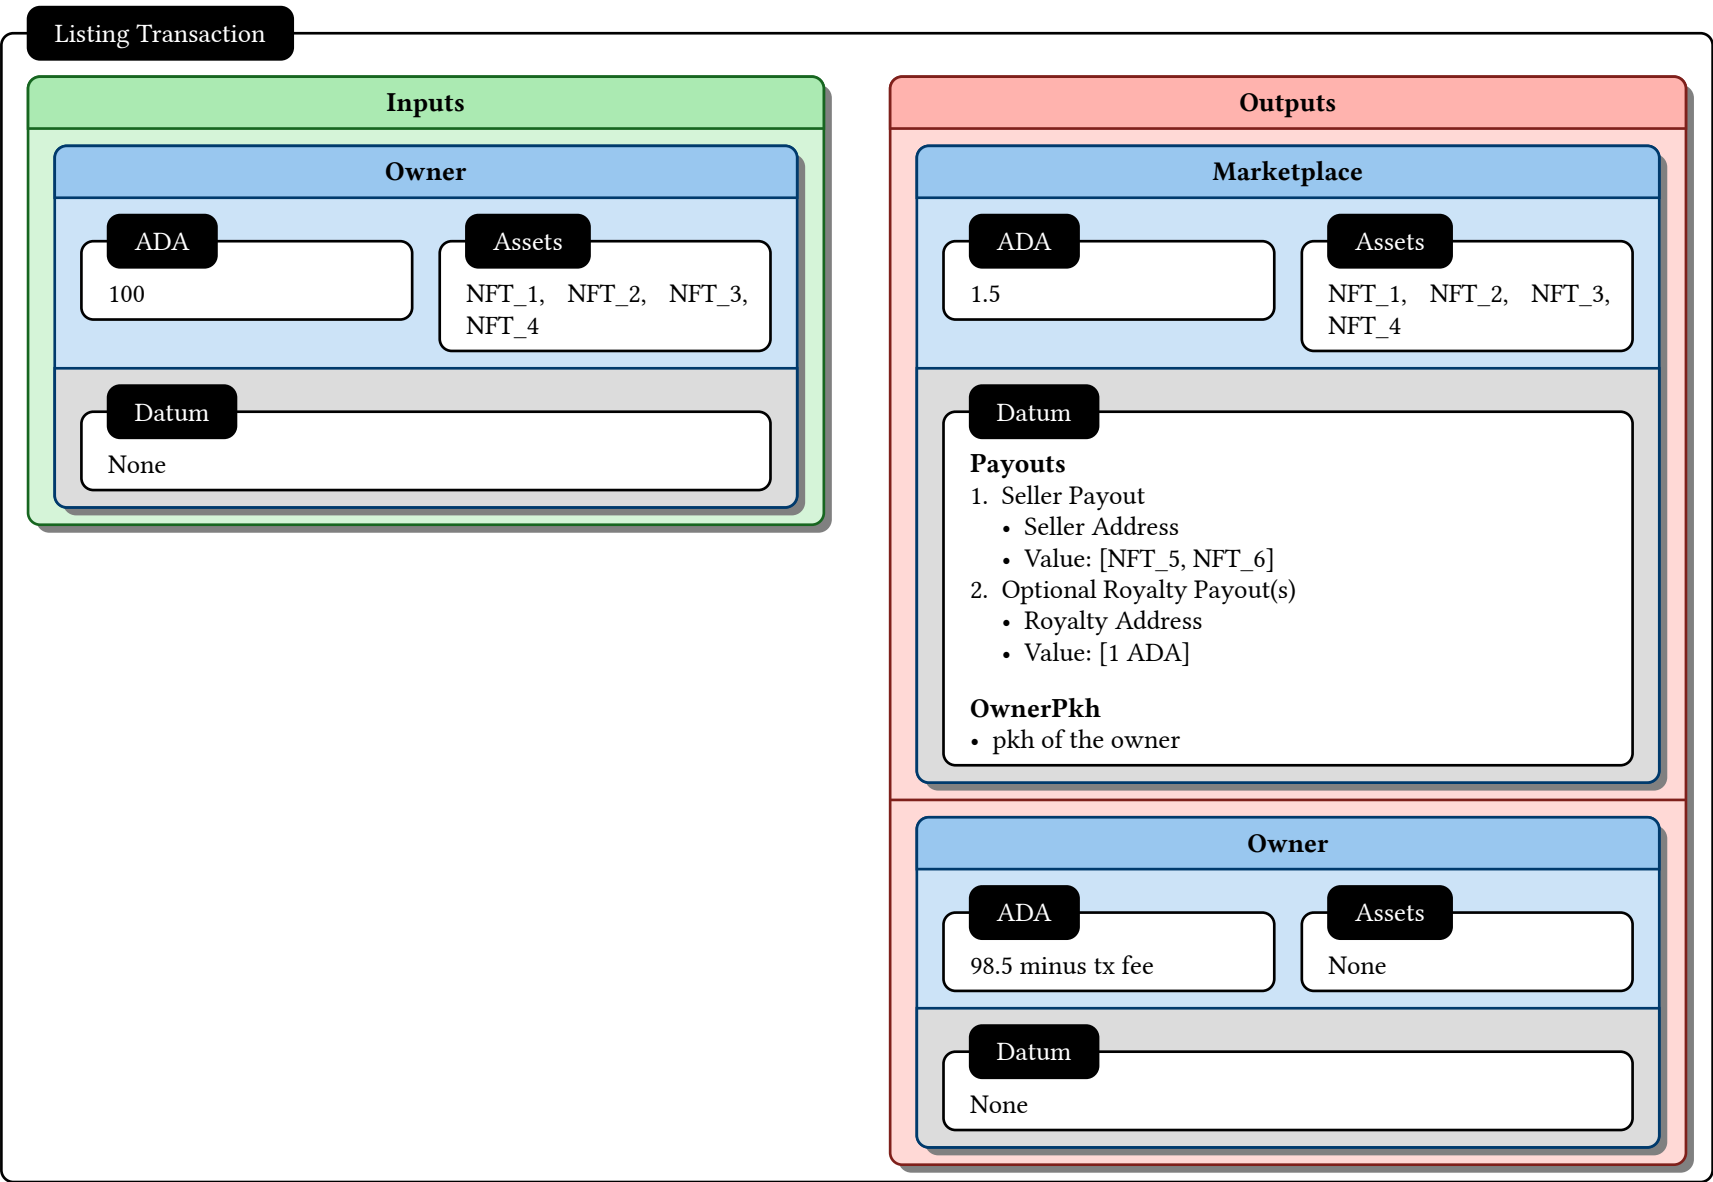 Listing Transaction
Inputs
Owner
ADA
100
Assets
NFT_1, NFT_2, NFT_3,
NFT_4
Datum
None
Outputs
Marketplace
ADA
1.5
Assets
NFT_1, NFT_2, NFT_3,
NFT_4
Datum
Payouts
1. Seller Payout
• Seller Address
• Value: [NFT_5, NFT_6]
2. Optional Royalty Payout(s)
• Royalty Address
• Value: [1 ADA]
OwnerPkh
• pkh of the owner
Owner
ADA
98.5 minus tx fee
Assets
None
Datum
None